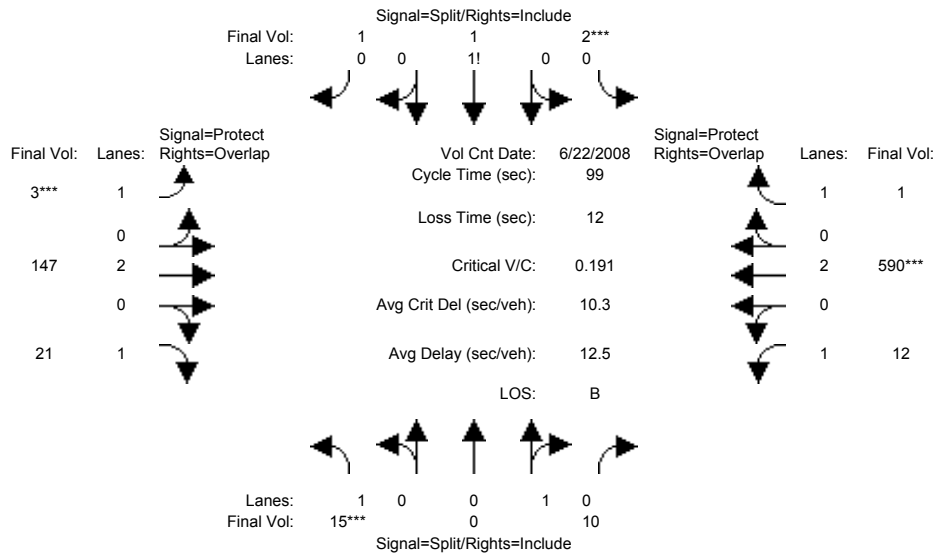 Signal=Split/Rights=Include
Final Vol: 1 1 2***
Lanes: 0 0 1! 0 0
Signal=Protect Signal=Protect
Final Vol: Lanes: Rights=Overlap Vol Cnt Date: 6/22/2008 Rights=Overlap Lanes: Final Vol:
Cycle Time (sec): 99
3*** 1 1 1
Loss Time (sec): 12
0 0
147 2 Critical V/C: 0.191 2 590***
0 Avg Crit Del (sec/veh): 10.3 0
21 1 Avg Delay (sec/veh): 12.5 1 12
LOS: B
Lanes: 1 0 0 1 0
Final Vol: 15*** 0 10
Signal=Split/Rights=Include